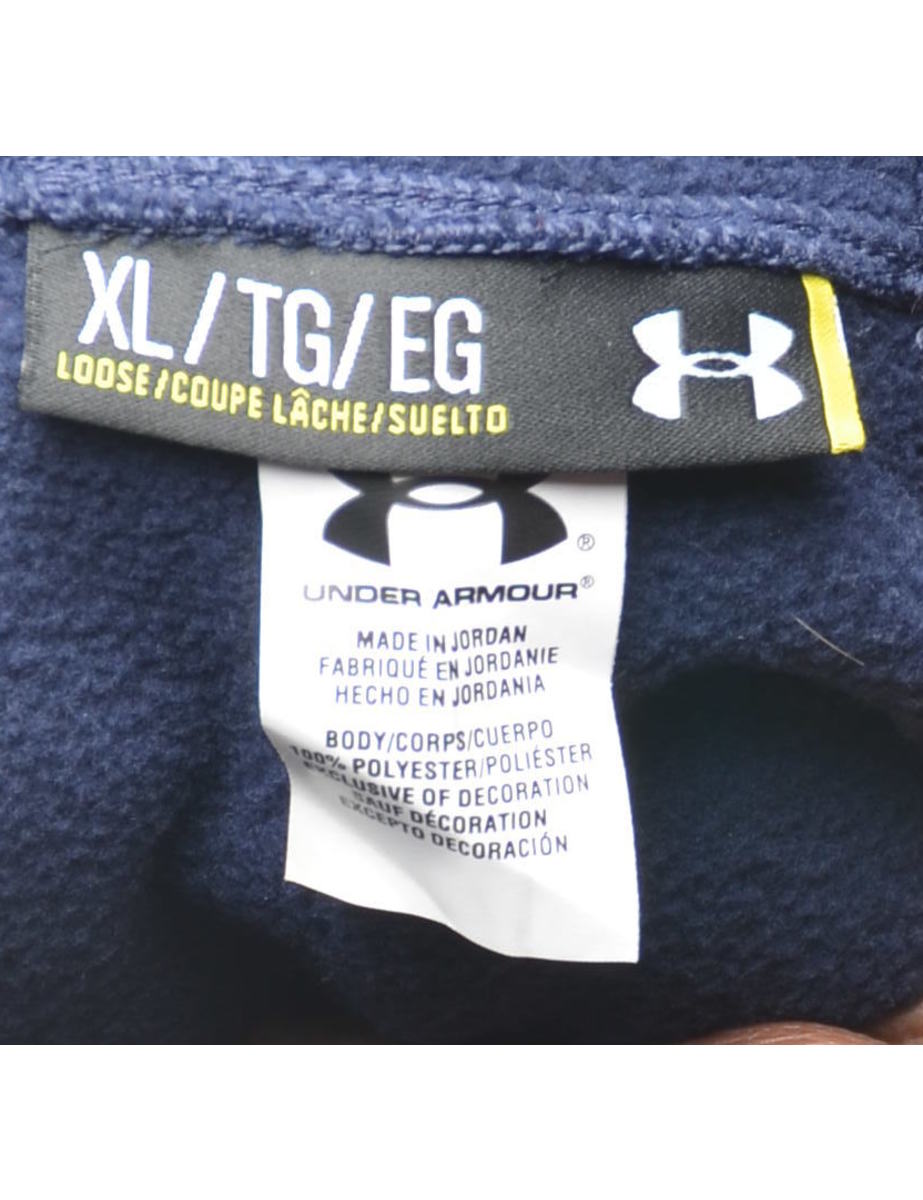 XL/TG/EG
LOOSE/COUPE LÂCHE/SUELTO
®
UNDER ARMOUR®
MADE IN JORDAN
FABRIQUÉ EN JORDANIE
HECHO EN JORDANIA
BODY/CORPS/CUERPO
100% POLYESTER/POLIÉSTER
EXCLUSIVE OF DECORATION
SAUF DÉCORATION
EXCEPTO DECORACIÓN